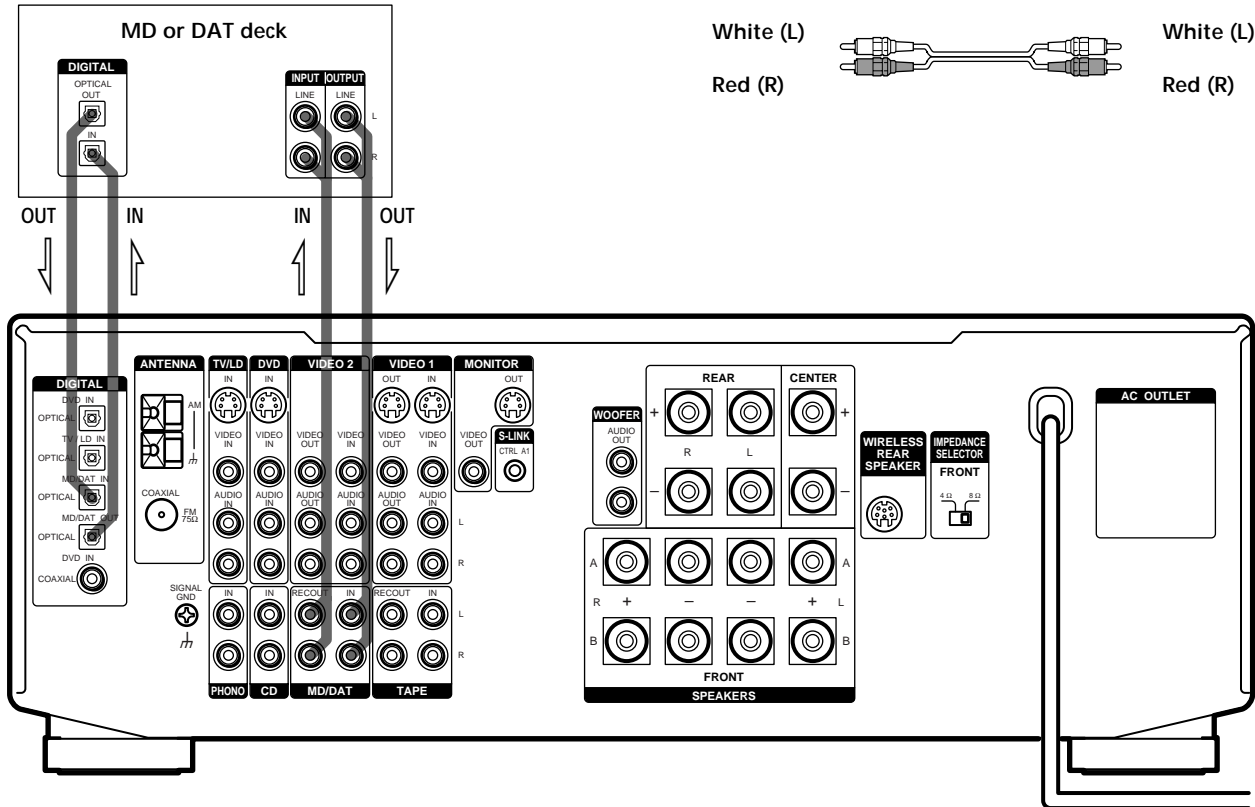 MD or DAT deck
White (L)
White (L)
Red (R)
Red (R)
DIGITAL
OPTICAL
OUT
IN
INPUT
OUTPUT
LINE
LINE
L
R
OUT
IN
IN
OUT
DIGITAL
DVD IN
OPTICAL
TV / LD IN
OPTICAL
MD/DAT IN
OPTICAL
MD/DAT OUT
OPTICAL
DVD IN
COAXIAL
ANTENNA
AM
COAXIAL
FM
75Ω
SIGNAL
GND
TV/LD
DVD
VIDEO 2
VIDEO 1
MONITOR
IN
IN
OUT
IN
OUT
VIDEO
IN
VIDEO
IN
VIDEO
OUT
VIDEO
IN
VIDEO
OUT
VIDEO
IN
VIDEO
OUT
S-LINK
CTRL A1
AUDIO
IN
AUDIO
IN
AUDIO
OUT
AUDIO
IN
AUDIO
OUT
AUDIO
IN
L
R
IN
IN
REC OUT
IN
REC OUT
IN
L
R
PHONO
CD
MD/DAT
TAPE
WOOFER
AUDIO
OUT
REAR
CENTER
+
+
R
L
–
–
A
A
R + – – + L
B
B
FRONT
SPEAKERS
WIRELESS
REAR
SPEAKER
IMPEDANCE
SELECTOR
FRONT
4 Ω
8 Ω
AC OUTLET